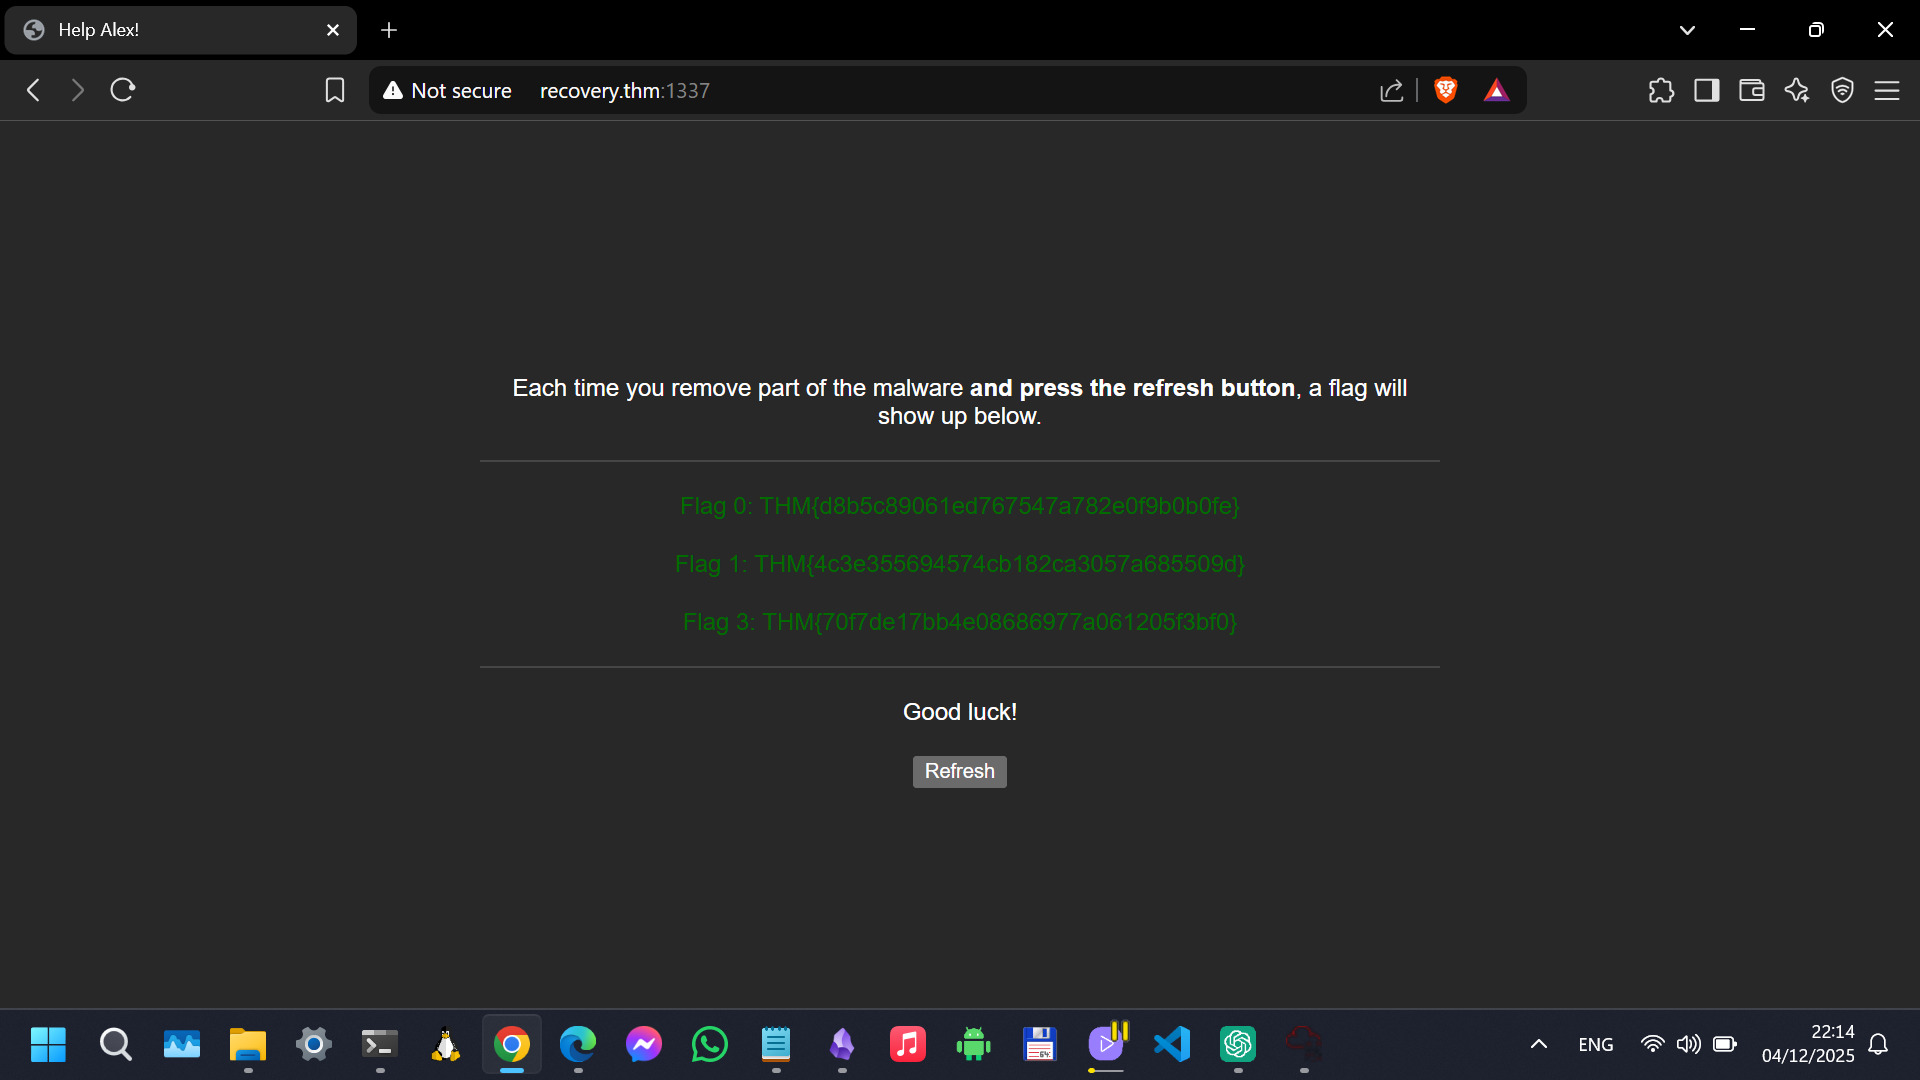 Help Alex!
Not secure recovery.thm:1337
Each time you remove part of the malware and press the refresh button, a flag will
show up below.
Flag 0: THM{d8b5c89061ed767547a782e0f9b0b0fe}
Flag 1: THM{4c3e355694574cb182ca3057a685509d}
Flag 3: THM{70f7de17bb4e08686977a061205f3bf0}
Good luck!
Refresh
64
ENG
22:14
04/12/2025